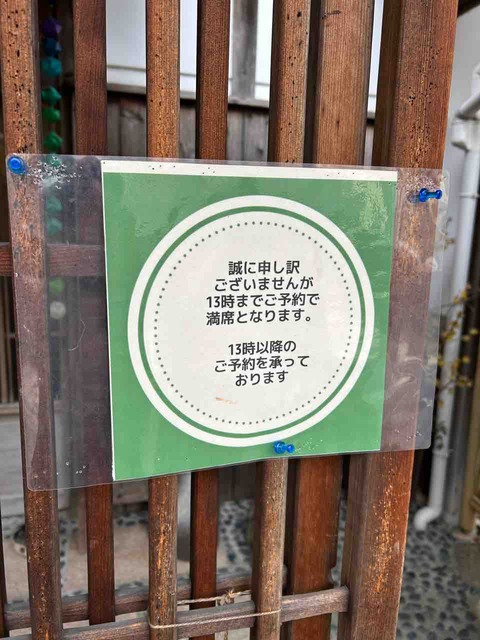 誠に申し訳
ございませんが
13時までご予約で
満席となります。
13時以降の
ご予約を承って
おります